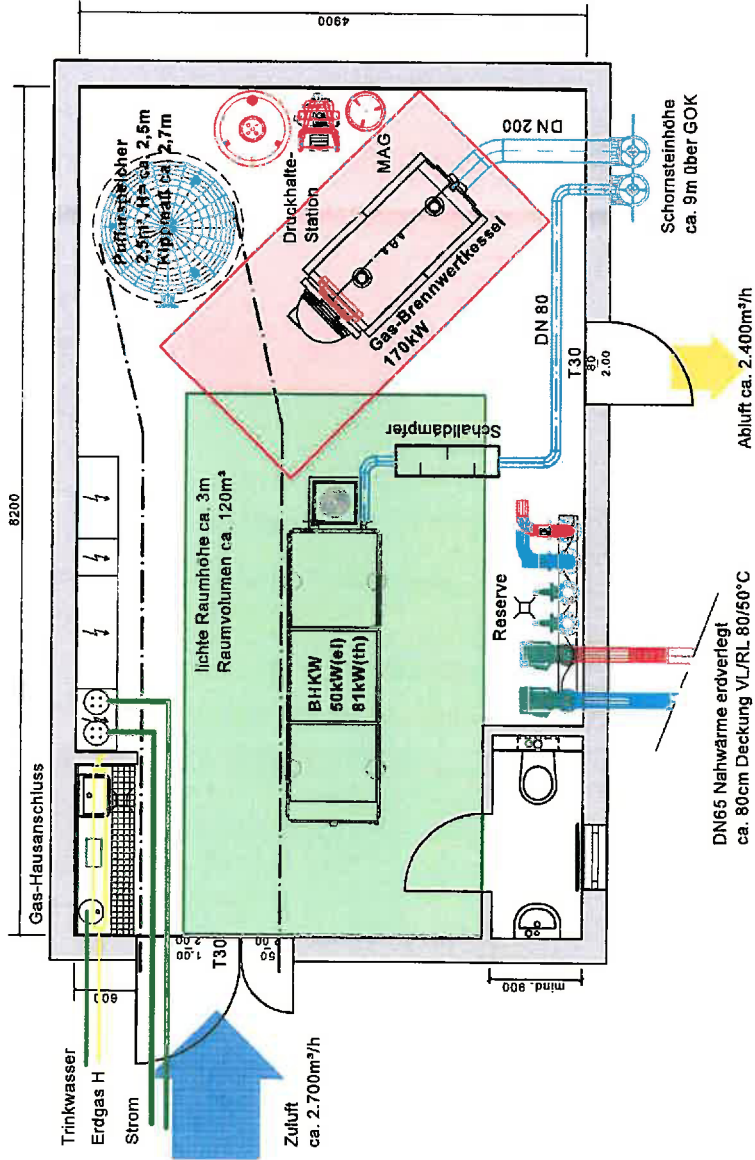 8200
4900
Gas-Hausanschluss
Trinkwasser
Erdgas H
Strom
Zuluft
ca. 2.700m³/h
600
1.00
2.00
T30
50
2.00
mind. 900
lichte Raumhöhe ca. 3m
Raumvolumen ca. 120m³
BHKW
50kW(el)
81kW(th)
Schalldämpfer
Pufferspeicher
2,5m³, H= ca. 2,5m
Kippmaß ca. 2,7m
Druckhalte-
Station
MAG
Gas-Brennwertkessel
170kW
DN 200
DN 80
T30
80
2.00
Reserve
Schornsteinhöhe
ca. 9m über GOK
Abluft ca. 2.400m³/h
DN65 Nahwärme erdverlegt
ca. 80cm Deckung VL/RL 80/50°C